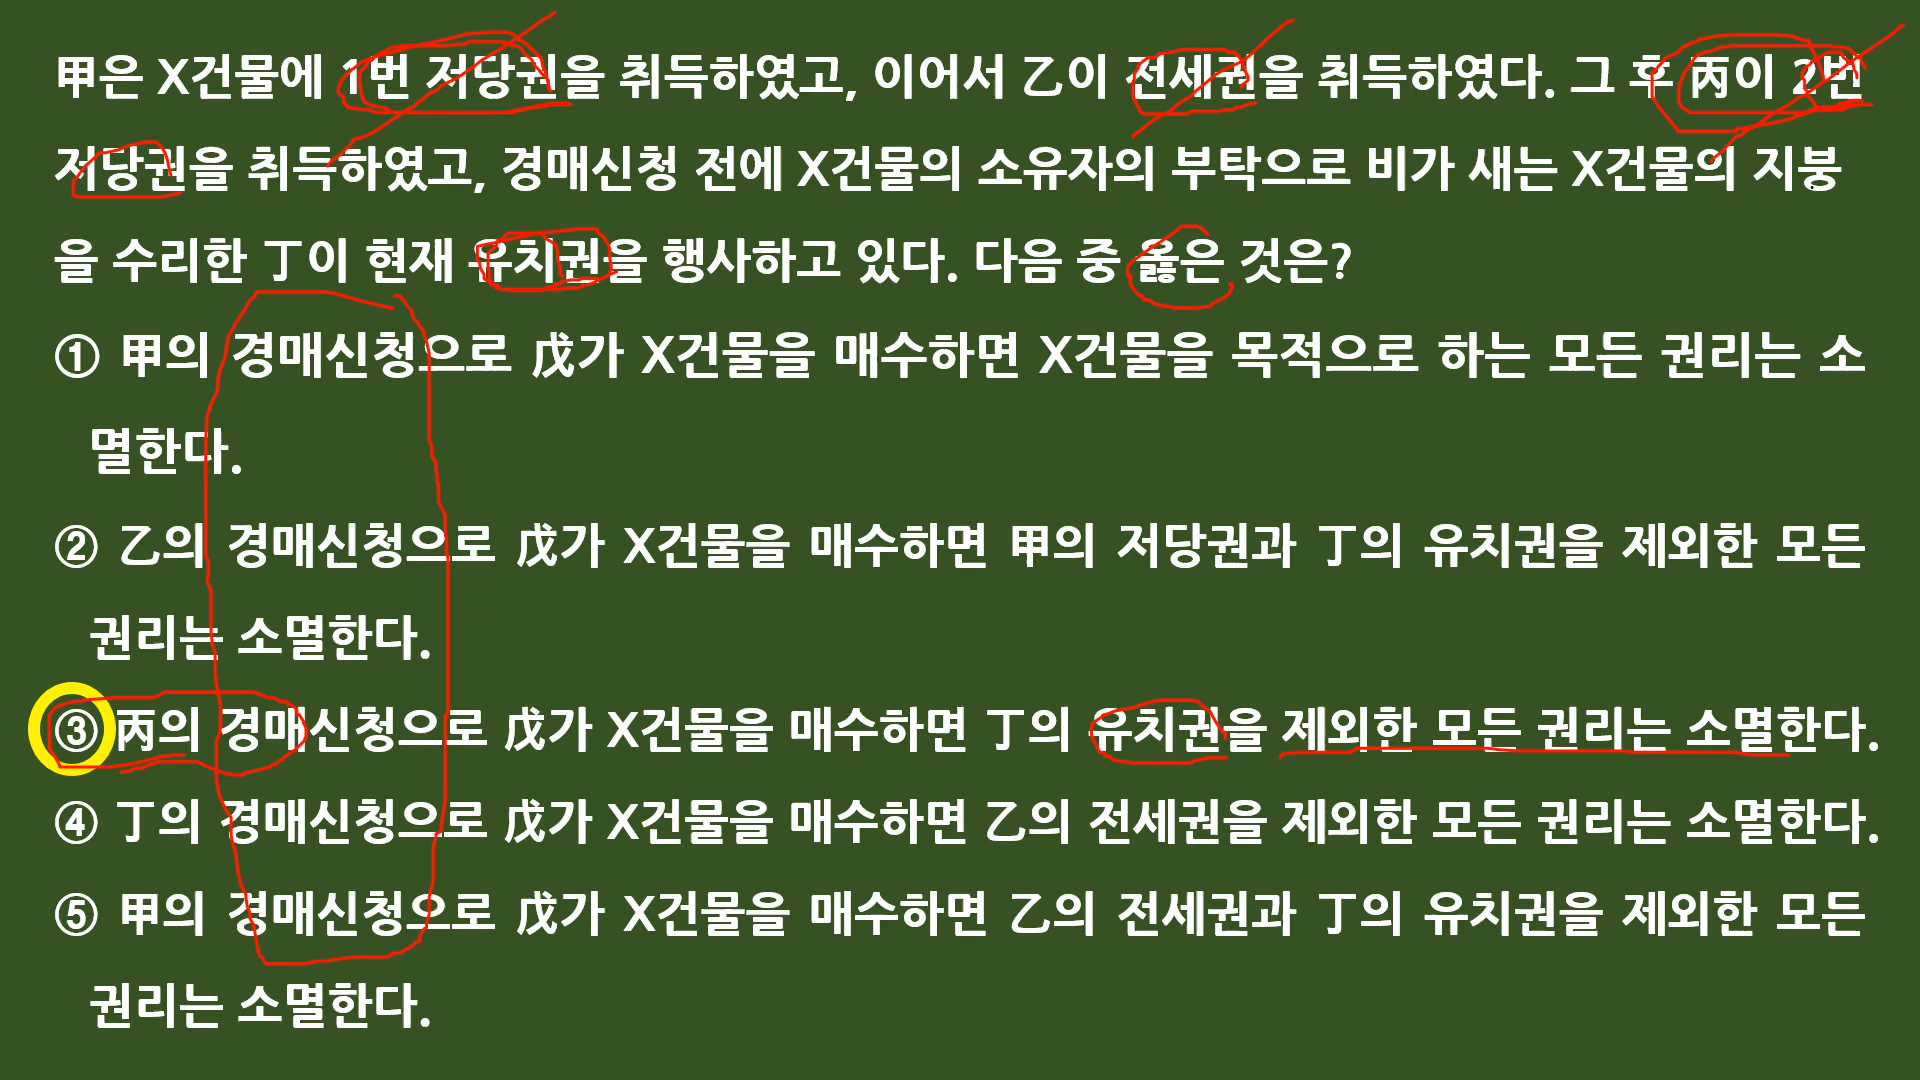 甲은 X건물에 1번 저당권을 취득하였고, 이어서 乙이 전세권을 취득하였다. 그 후 丙이 2번
저당권을 취득하였고, 경매신청 전에 X건물의 소유자의 부탁으로 비가 새는 X건물의 지붕
을 수리한 丁이 현재 유치권을 행사하고 있다. 다음 중 옳은 것은?
① 甲의 경매신청으로 戊가 X건물을 매수하면 X건물을 목적으로 하는 모든 권리는 소
멸한다.
② 乙의 경매신청으로 戊가 X건물을 매수하면 甲의 저당권과 丁의 유치권을 제외한 모든
권리는 소멸한다.
③ 丙의 경매신청으로 戊가 X건물을 매수하면 丁의 유치권을 제외한 모든 권리는 소멸한다.
④ 丁의 경매신청으로 戊가 X건물을 매수하면 乙의 전세권을 제외한 모든 권리는 소멸한다.
⑤ 甲의 경매신청으로 戊가 X건물을 매수하면 乙의 전세권과 丁의 유치권을 제외한 모든
권리는 소멸한다.